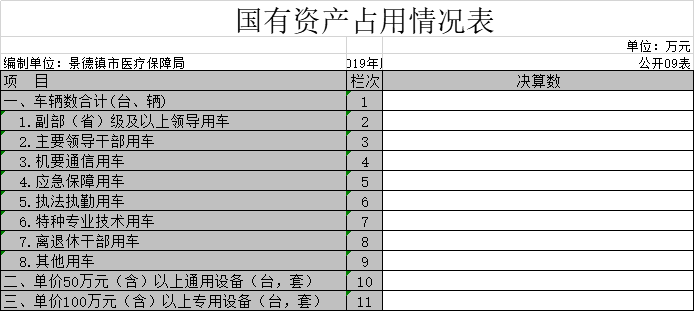 国有资产占用情况表
单位：万元
编制单位：景德镇市医疗保障局 019年 公开09表
项 目 栏次 决算数
一、车辆数合计(台、辆) 1
1.副部（省）级及以上领导用车 2
2.主要领导干部用车 3
3.机要通信用车 4
4.应急保障用车 5
5.执法执勤用车 6
6.特种专业技术用车 7
7.离退休干部用车 8
8.其他用车 9
二、单价50万元（含）以上通用设备（台，套） 10
三、单价100万元（含）以上专用设备（台，套） 11